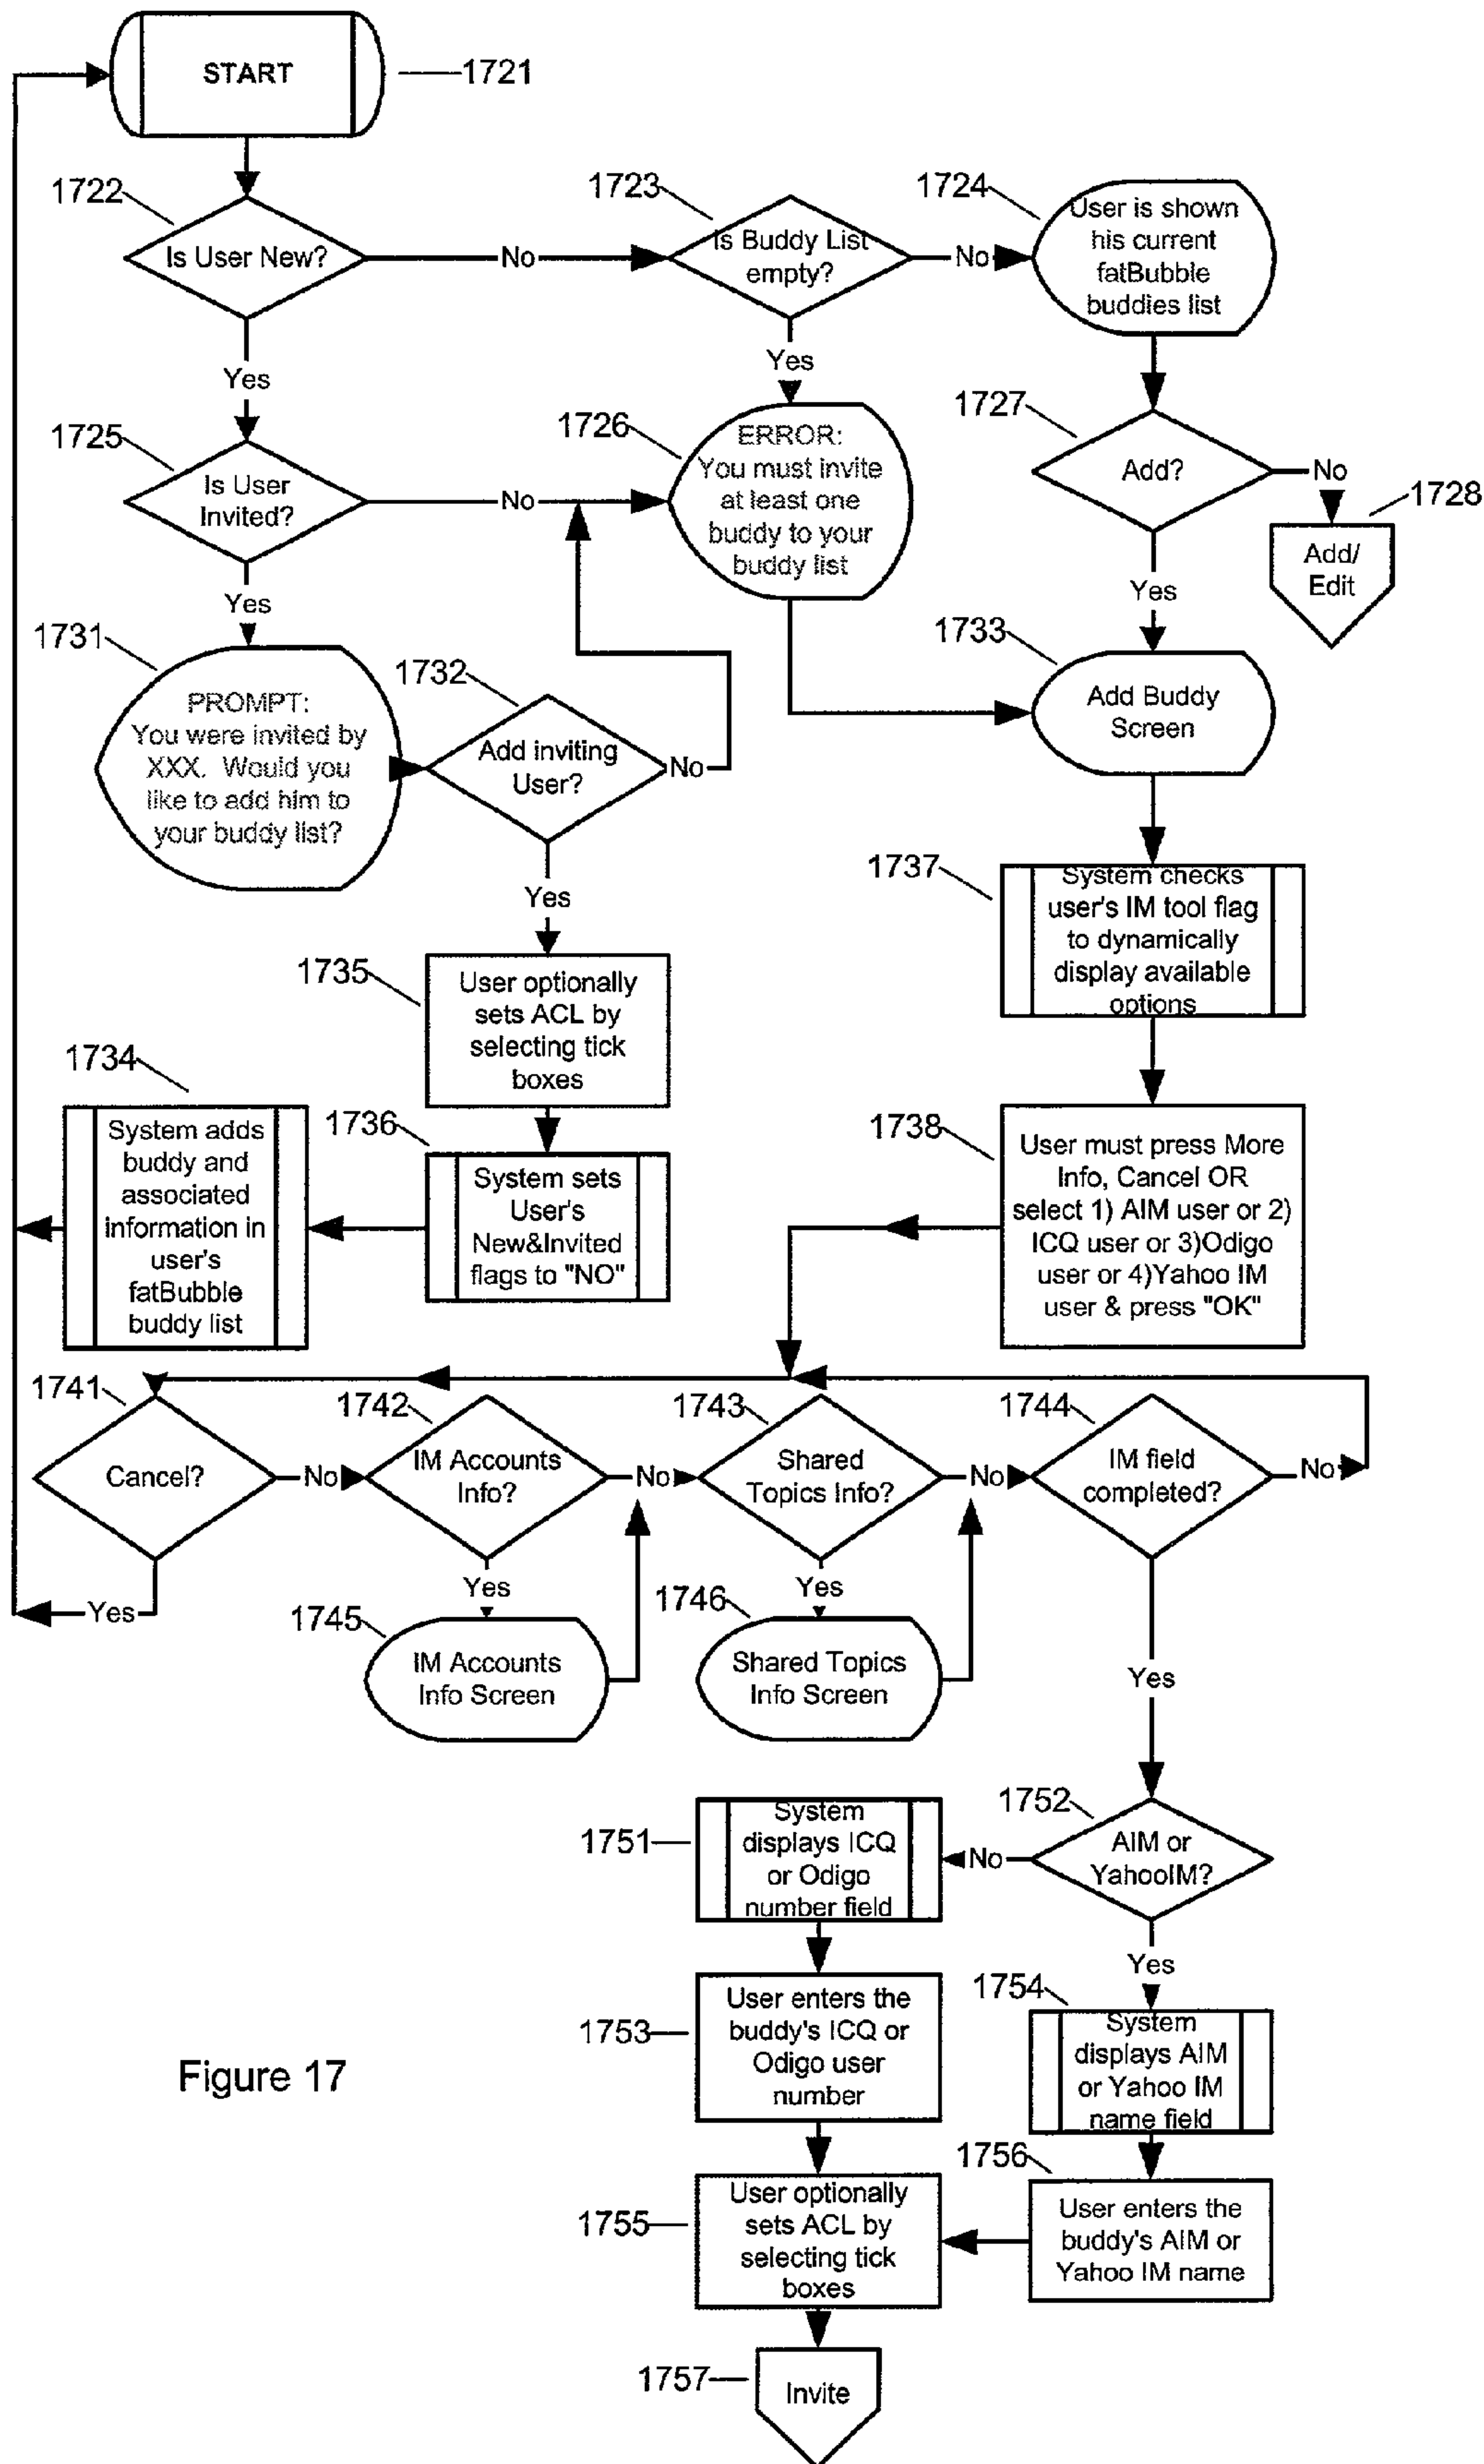 START
1721
1722
Is User New?
No
1723
Is Buddy List
empty?
No
1724
User is shown
his current
fatBubble
buddies list
Yes
Yes
1725
Is User
Invited?
No
1726
ERROR:
You must invite
at least one
buddy to your
buddy list
1727
Add?
No
1728
Add/
Edit
Yes
Yes
1731
PROMPT:
You were invited by
XXX.  Would you
like to add him to
your buddy list?
1732
Add inviting
User?
No
1733
Add Buddy
Screen
Yes
1735
User optionally
sets ACL by
selecting tick
boxes
1737
System checks
user's IM tool flag
to dynamically
display available
options
1734
System adds
buddy and
associated
information in
user's
fatBubble
buddy list
1736
System sets
User's
New&Invited
flags to "NO"
1738
User must press More
Info, Cancel OR
select 1) AIM user or 2)
ICQ user or 3)Odigo
user or 4)Yahoo IM
user & press "OK"
1741
Cancel?
No
1742
IM Accounts
Info?
No
1743
Shared
Topics Info?
No
1744
IM field
completed?
No
Yes
Yes
Yes
1745
IM Accounts
Info Screen
1746
Shared Topics
Info Screen
Yes
1751
System
displays ICQ
or Odigo
number field
No
1752
AIM or
YahooIM?
Yes
1753
User enters the
buddy's ICQ or
Odigo user
number
1754
System
displays AIM
or Yahoo IM
name field
Figure 17
1755
User optionally
sets ACL by
selecting tick
boxes
1756
User enters the
buddy's AIM or
Yahoo IM name
1757
Invite